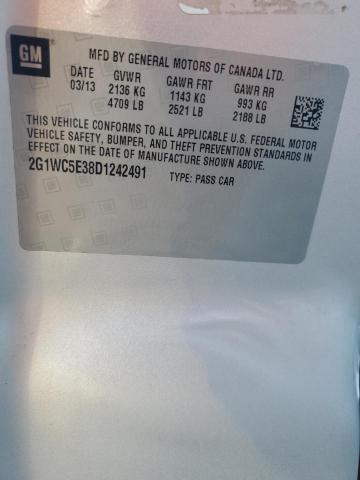 GM
MFD BY GENERAL MOTORS OF CANADA LTD.
DATE GVWR GAWR FRT GAWR RR
03/13 2136 KG 1143 KG 993 KG
4709 LB 2521 LB 2188 LB
THIS VEHICLE CONFORMS TO ALL APPLICABLE U.S. FEDERAL MOTOR
VEHICLE SAFETY, BUMPER, AND THEFT PREVENTION STANDARDS IN
EFFECT ON THE DATE OF MANUFACTURE SHOWN ABOVE.
2G1WC5E38D1242491 TYPE: PASS CAR